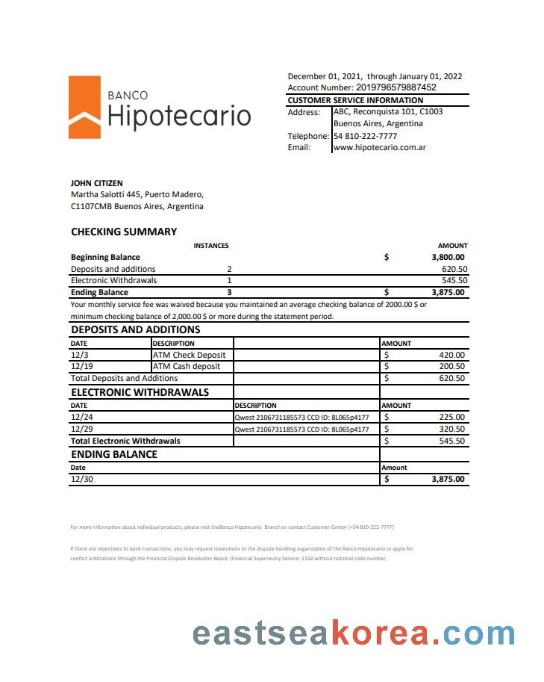 December 01, 2021, through January 01, 2022
Account Number: 2019796579887452
BANCO
Hipotecario
CUSTOMER SERVICE INFORMATION
Address: ABC, Reconquista 101, C1003
Buenos Aires, Argentina
Telephone: 54 810-222-7777
Email: www.hipotecario.com.ar
JOHN CITIZEN
Martha Salotti 445, Puerto Madero,
C1107CMB Buenos Aires, Argentina
CHECKING SUMMARY
INSTANCES AMOUNT
Beginning Balance $ 3,800.00
Deposits and additions 2 620.50
Electronic Withdrawals 1 545.50
Ending Balance 3 $ 3,875.00
Your monthly service fee was waived because you maintained an average checking balance of 2000.00 $ or
minimum checking balance of 2,000.00 $ or more during the statement period.
DEPOSITS AND ADDITIONS
DATE DESCRIPTION AMOUNT
12/3 ATM Check Deposit $ 420.00
12/19 ATM Cash deposit $ 200.50
Total Deposits and Additions $ 620.50
ELECTRONIC WITHDRAWALS
DATE DESCRIPTION AMOUNT
12/24 Qwest 2106731185573 CCD ID: 8L065p4177 $ 225.00
12/29 Qwest 2106731185573 CCD ID: 8L065p4177 $ 320.50
Total Electronic Withdrawals $ 545.50
ENDING BALANCE
Date Amount
12/30 $ 3,875.00
For more information about individual products, please visit theBanco Hipotecario Branch or contact Customer Center (+54 810-222-7777)
If there are objections to bank transactions, you may request resolutions to the dispute handling organization of the Banco Hipotecario or apply for
conflict arbitrations through the Financial Dispute Resolution Board. (Financial Supervisory Service: 1332 without national code number,
eastseakorea.com